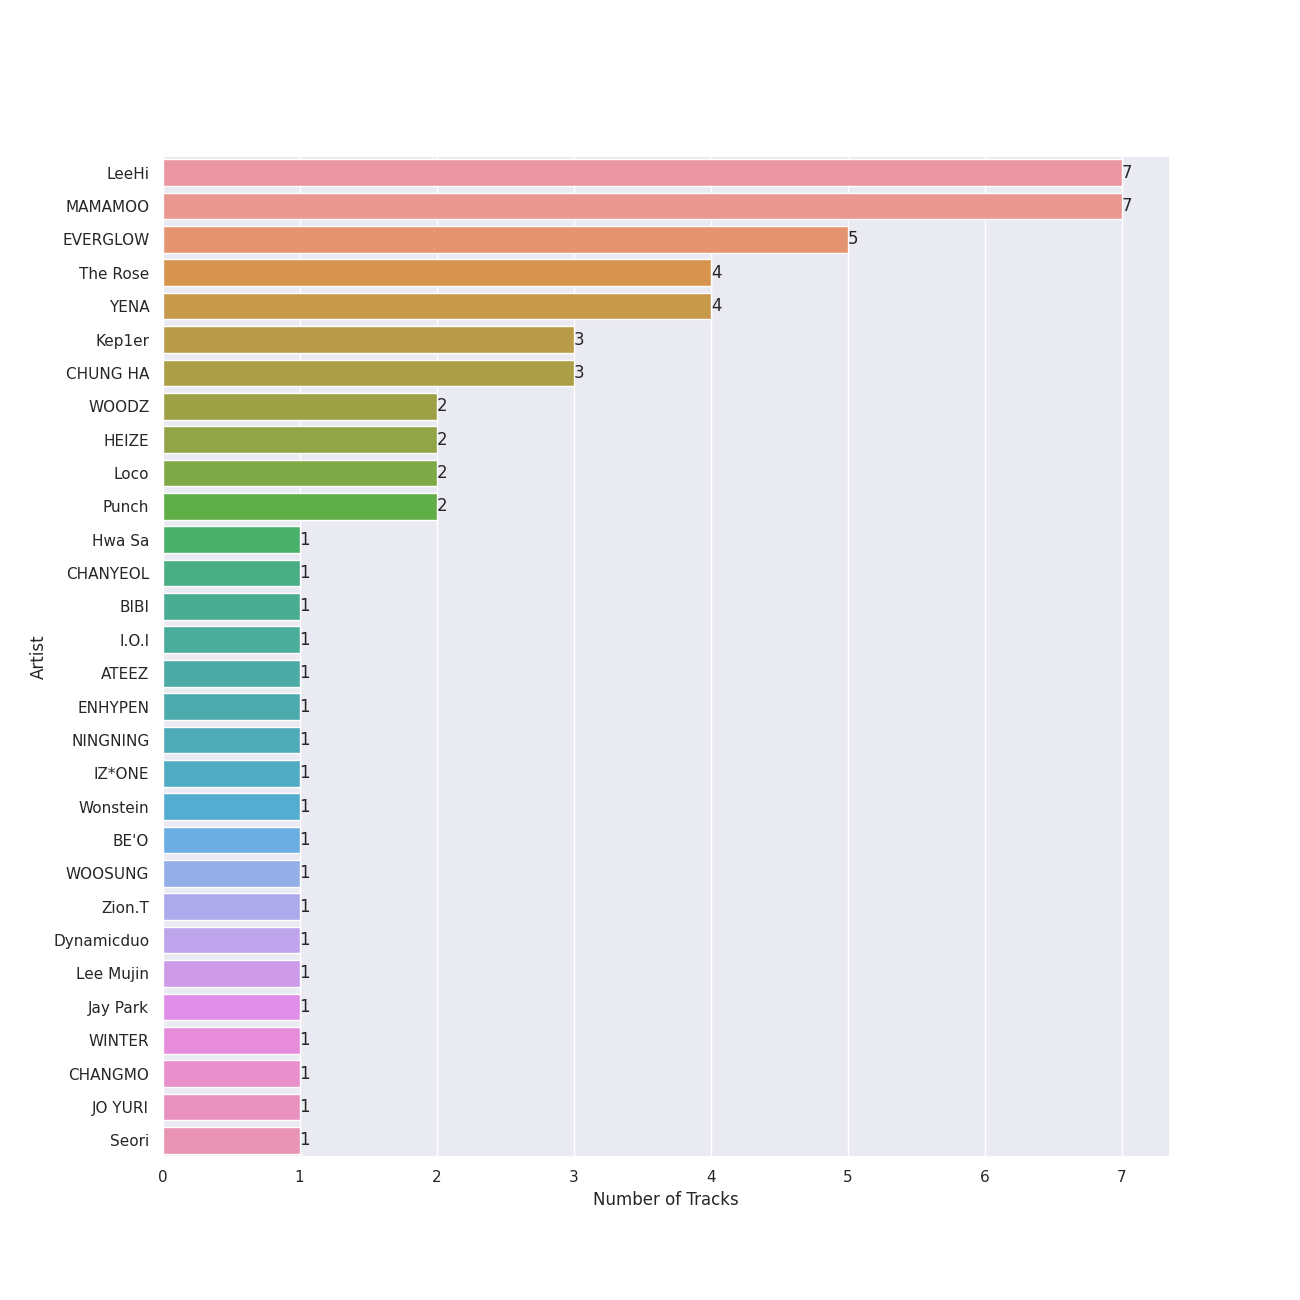 LeeHi 7
MAMAMOO 7
EVERGLOW 5
The Rose 4
YENA 4
Kep1er 3
CHUNG HA 3
WOODZ 2
HEIZE 2
Loco 2
Punch 2
Hwa Sa 1
CHANYEOL 1
BIBI 1
I.O.I 1
ATEEZ 1
ENHYPEN 1
NINGNING 1
IZ*ONE 1
Wonstein 1
BE'O 1
WOOSUNG 1
Zion.T 1
Dynamicduo 1
Lee Mujin 1
Jay Park 1
WINTER 1
CHANGMO 1
JO YURI 1
Seori 1
0 1 2 3 4 5 6 7
Number of Tracks
Artist